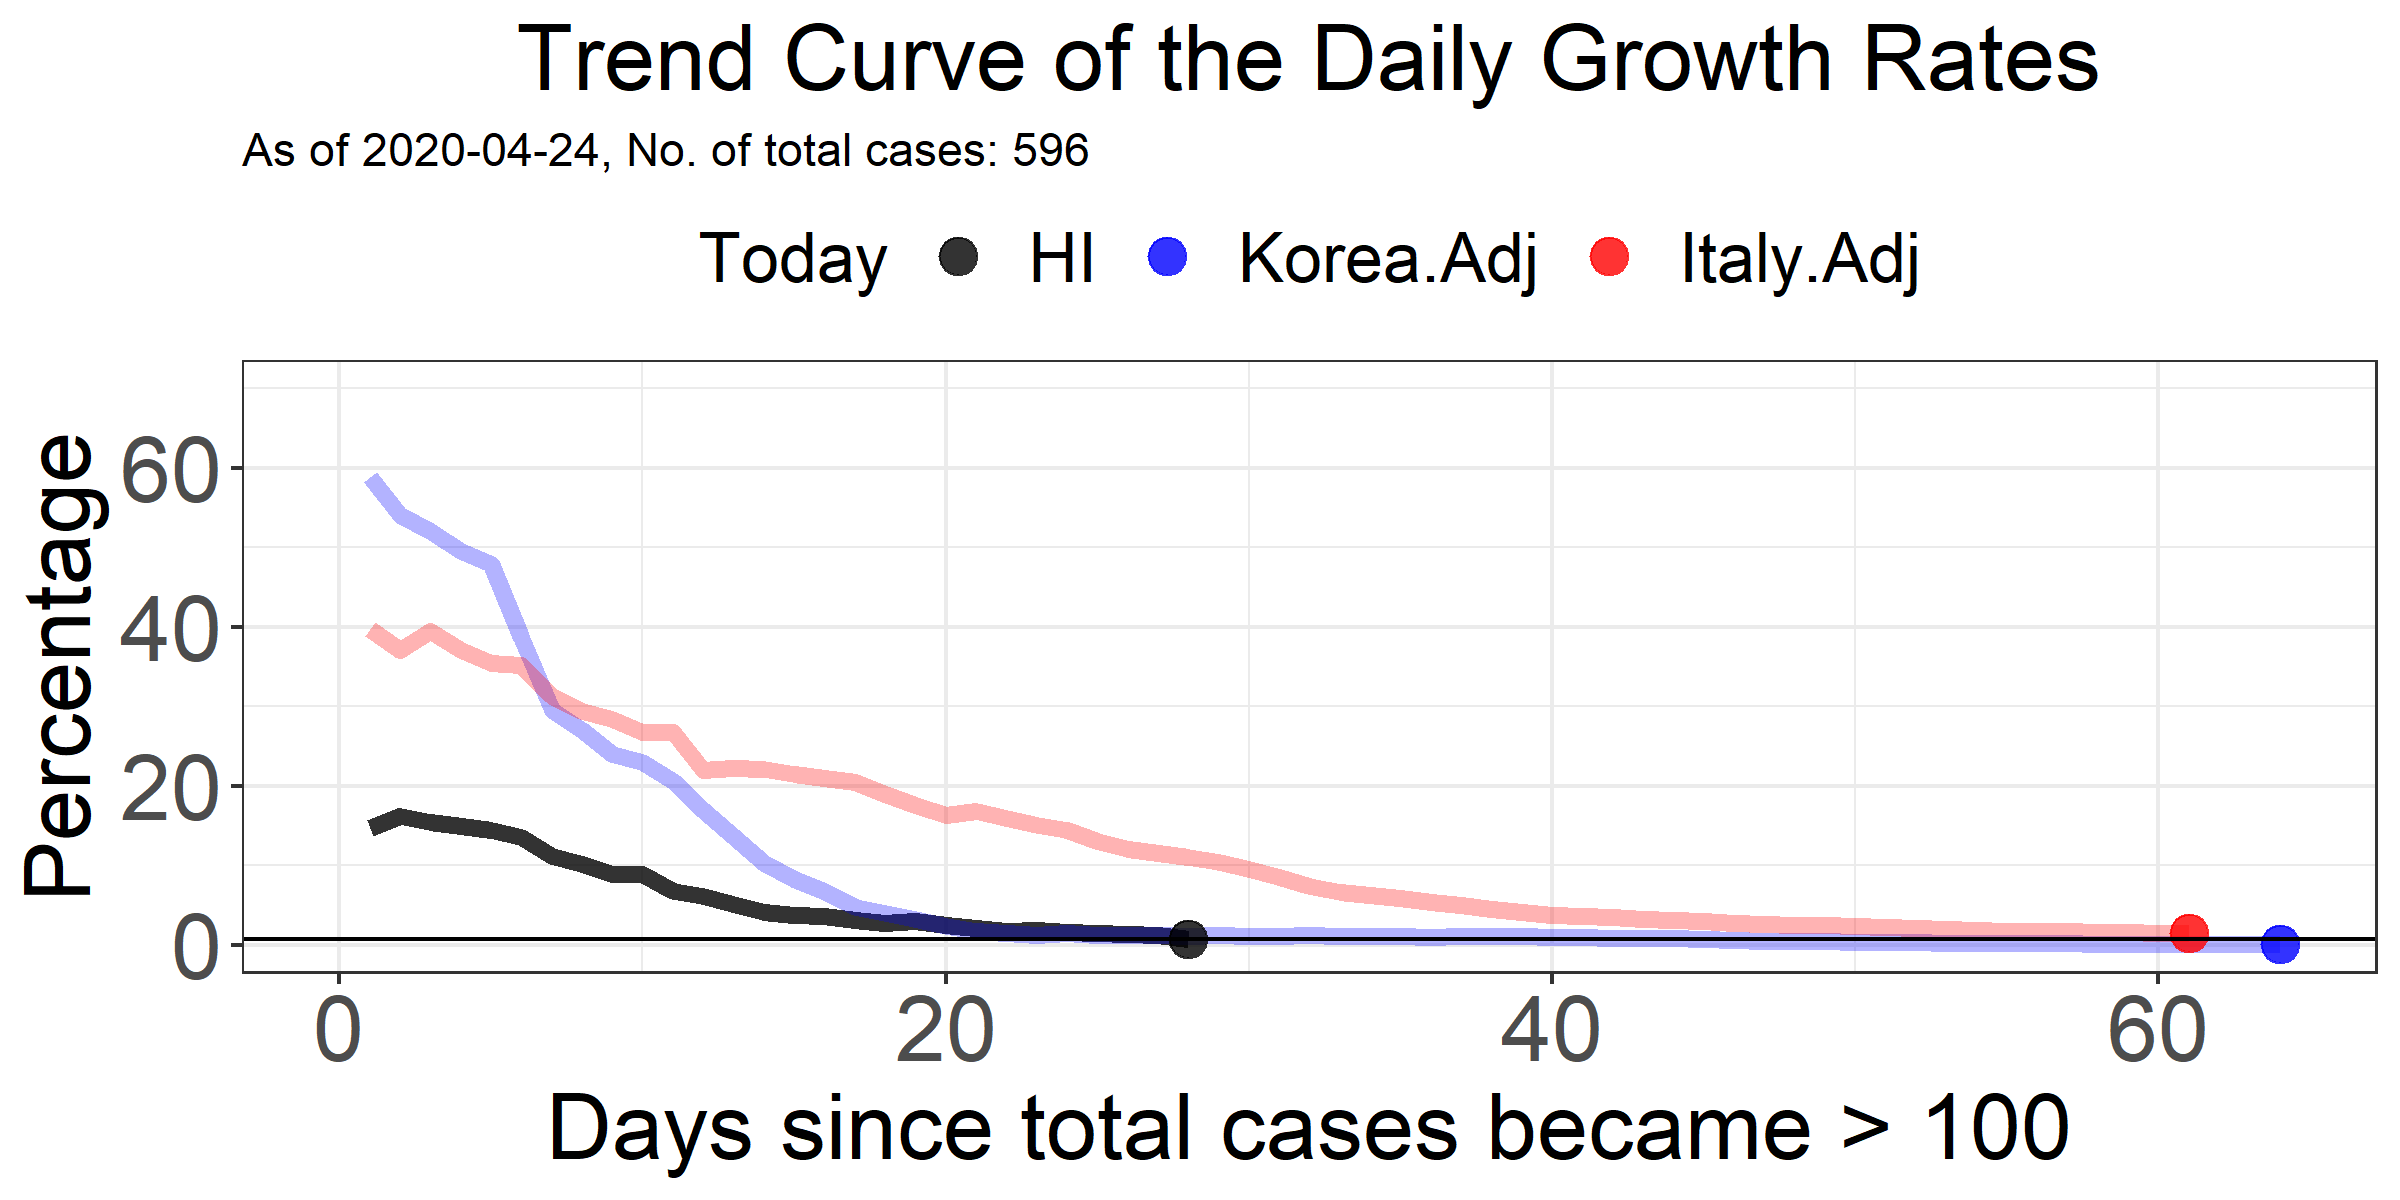 Trend Curve of the Daily Growth Rates
As of 2020-04-24, No. of total cases: 596
Today HI Korea.Adj Italy.Adj
Percentage
60
40
20
0
0 20 40 60
Days since total cases became > 100